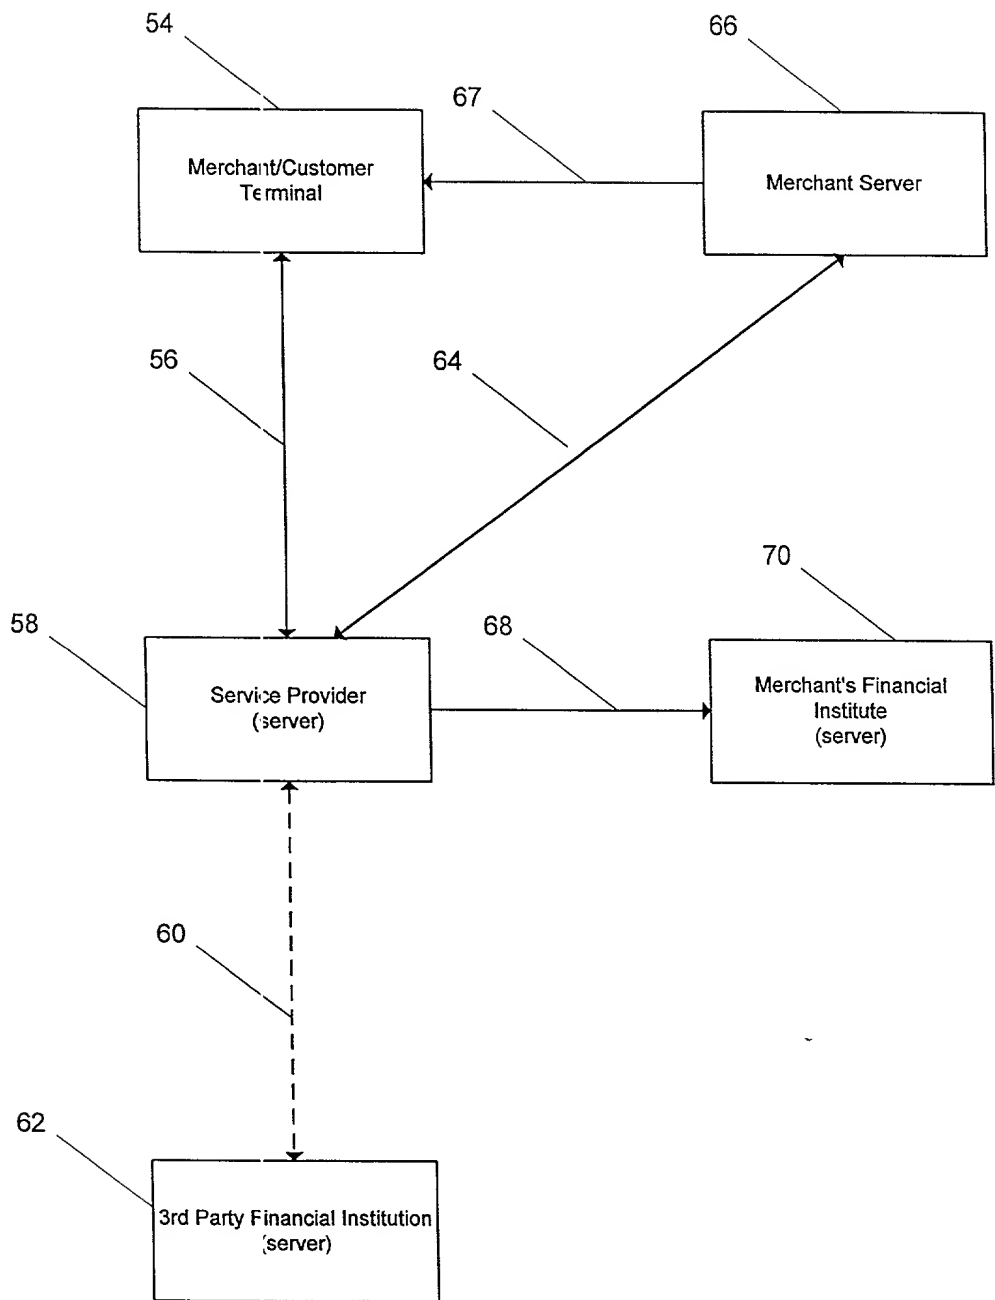 54
66
67
Merchant/Customer
Terminal
Merchant Server
56
64
70
58
68
Service Provider
(server)
Merchant's Financial
Institute
(server)
60
62
3rd Party Financial Institution
(server)